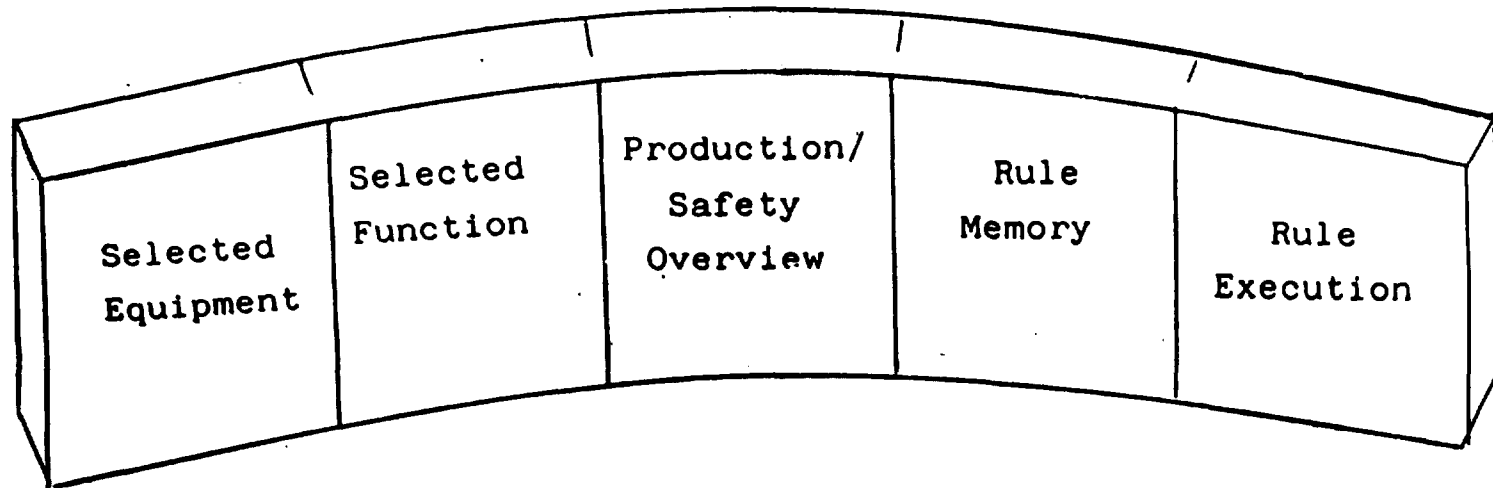 Selected
Equipment
Selected
Function
Production/
Safety
Overview
Rule
Memory
Rule
Execution